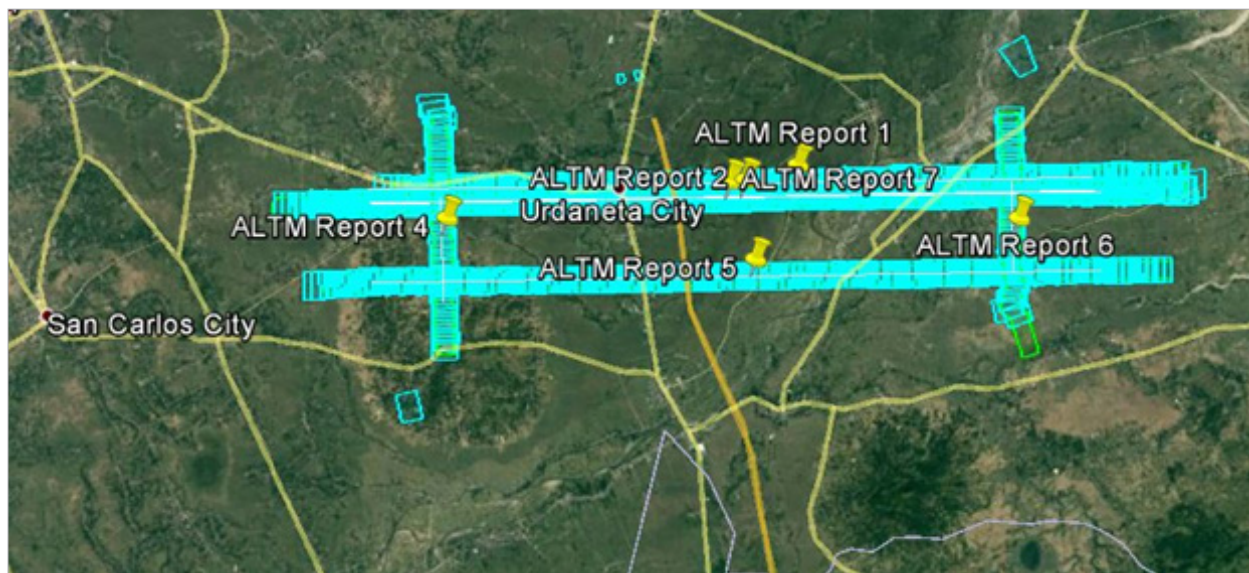 ALTM Report 1
ALTM Report 2
ALTM Report 7
Urdaneta City
ALTM Report 4
ALTM Report 6
ALTM Report 5
San Carlos City